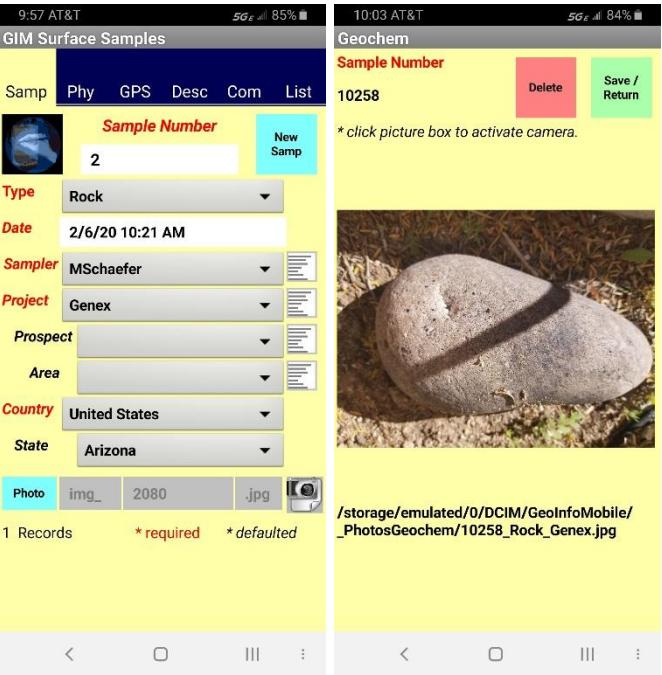 9:57 AT&T 5GE 85%
GIM Surface Samples
Samp Phy GPS Desc Com List
Sample Number
2
New
Samp
Type Rock
Date 2/6/20 10:21 AM
Sampler MSchaefer
Project Genex
Prospect
Area
Country United States
State Arizona
Photo img_ 2080 .jpg
1 Records * required * defaulted
10:03 AT&T 5GE 84%
Geochem
Sample Number
10258
Delete
Save /
Return
* click picture box to activate camera.
/storage/emulated/0/DCIM/GeoInfoMobile/
_PhotosGeochem/10258_Rock_Genex.jpg